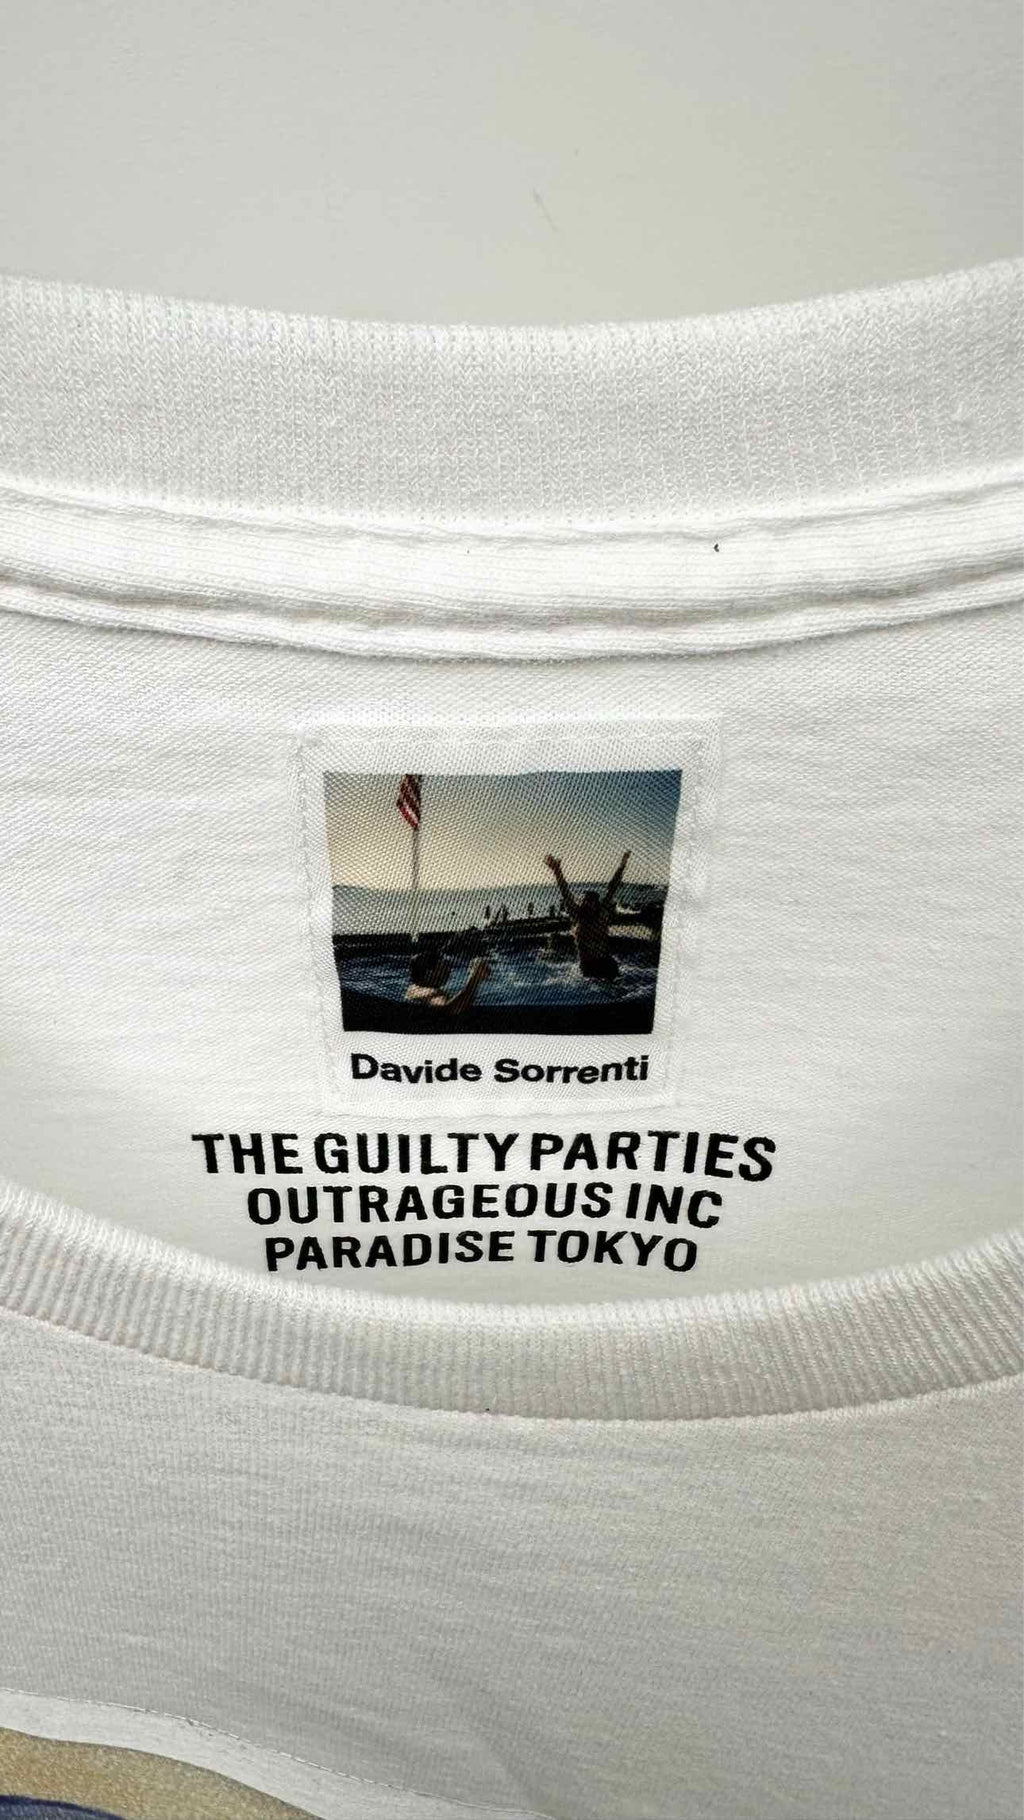 Davide Sorrenti
THE GUILTY PARTIES
OUTRAGEOUS INC
PARADISE TOKYO